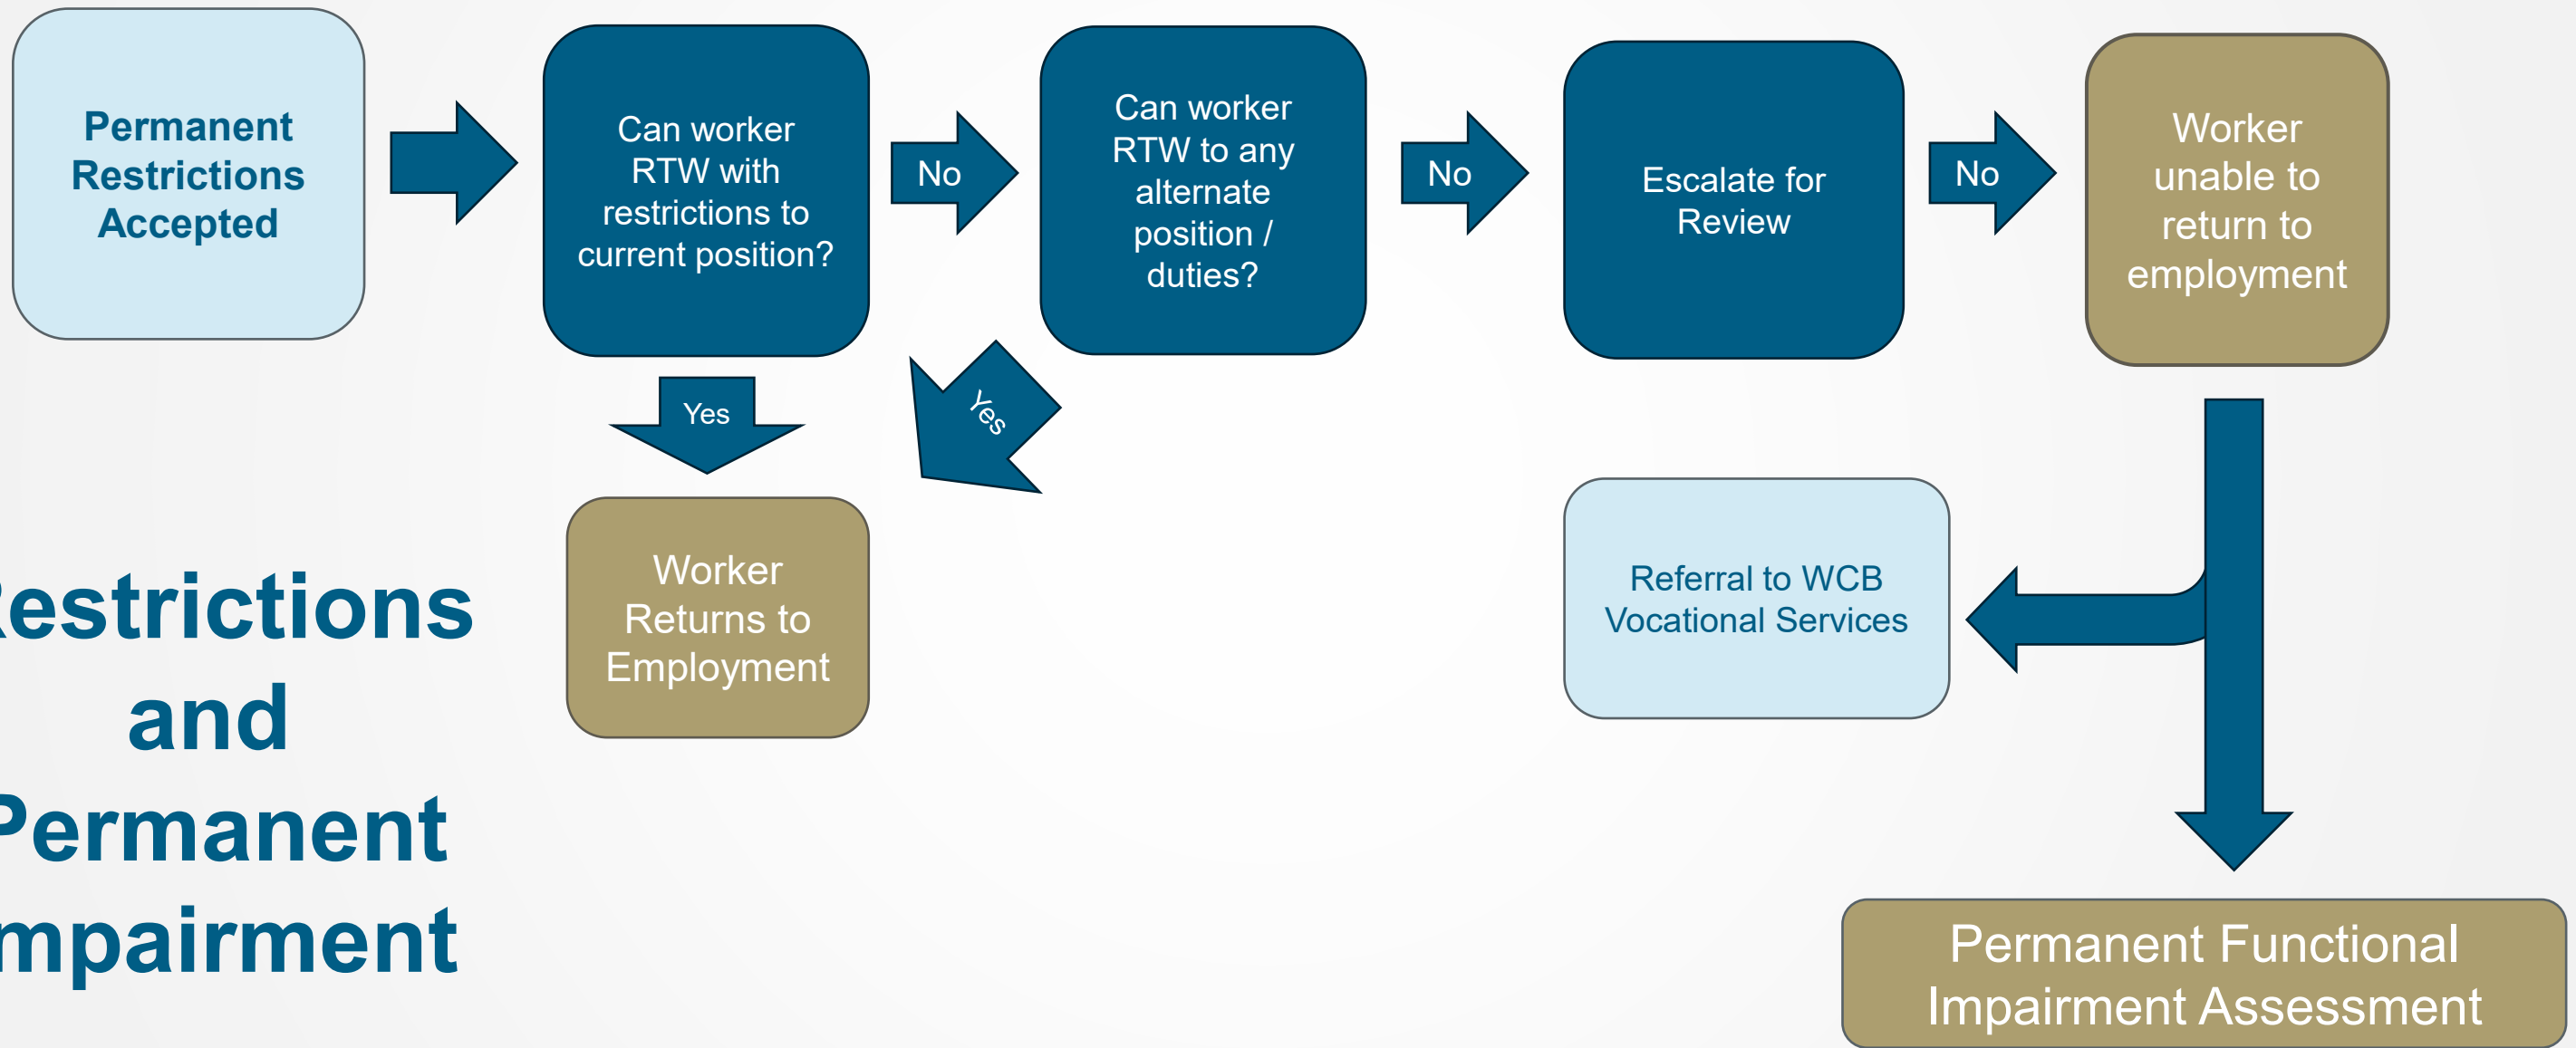 Permanent
Restrictions
Accepted
Can worker
RTW with
restrictions to
current position?
No
Can worker
RTW to any
alternate
position /
duties?
No
Escalate for
Review
No
Worker
unable to
return to
employment
Yes
Yes
Worker
Returns to
Employment
Referral to WCB
Vocational Services
Restrictions
and
Permanent
mpairment
Permanent Functional
Impairment Assessment